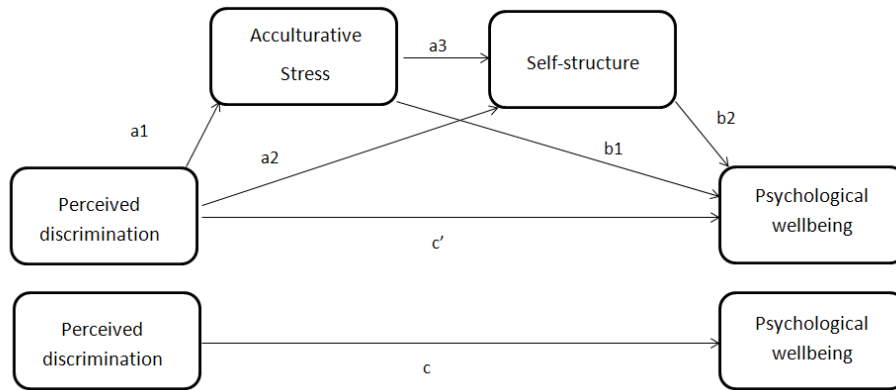 Acculturative
Stress
a3
Self-structure
a1
a2
b1
b2
Perceived
discrimination
Psychological
wellbeing
c’
Perceived
discrimination
Psychological
wellbeing
c